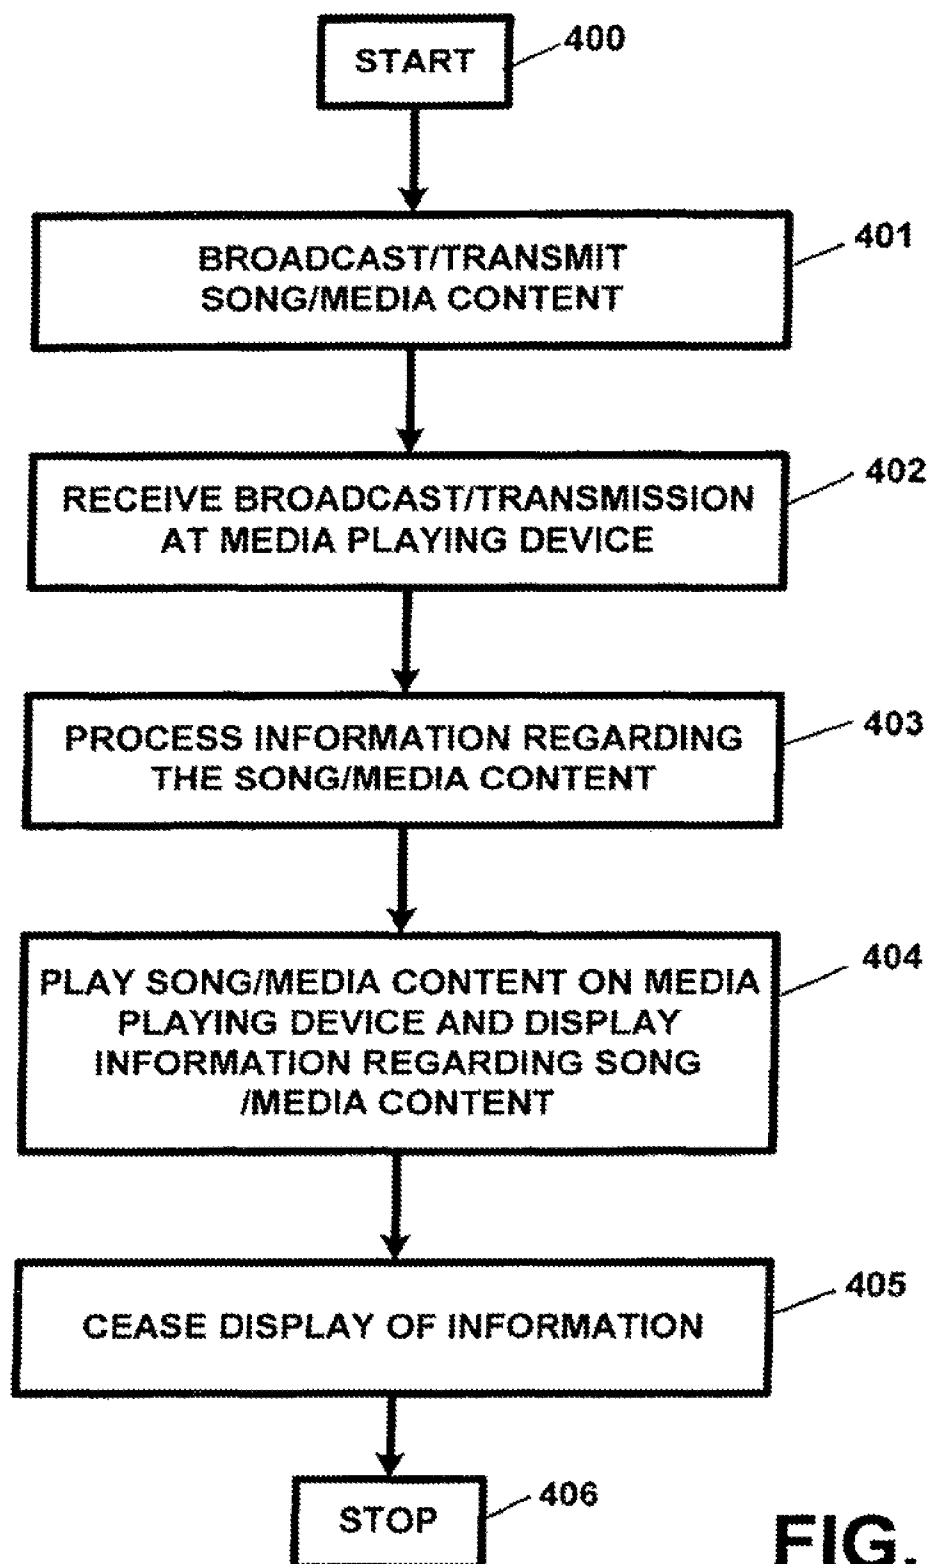 START
400
BROADCAST/TRANSMIT
SONG/MEDIA CONTENT
401
RECEIVE BROADCAST/TRANSMISSION
AT MEDIA PLAYING DEVICE
402
PROCESS INFORMATION REGARDING
THE SONG/MEDIA CONTENT
403
PLAY SONG/MEDIA CONTENT ON MEDIA
PLAYING DEVICE AND DISPLAY
INFORMATION REGARDING SONG
/MEDIA CONTENT
404
CEASE DISPLAY OF INFORMATION
405
STOP
406
FIG.